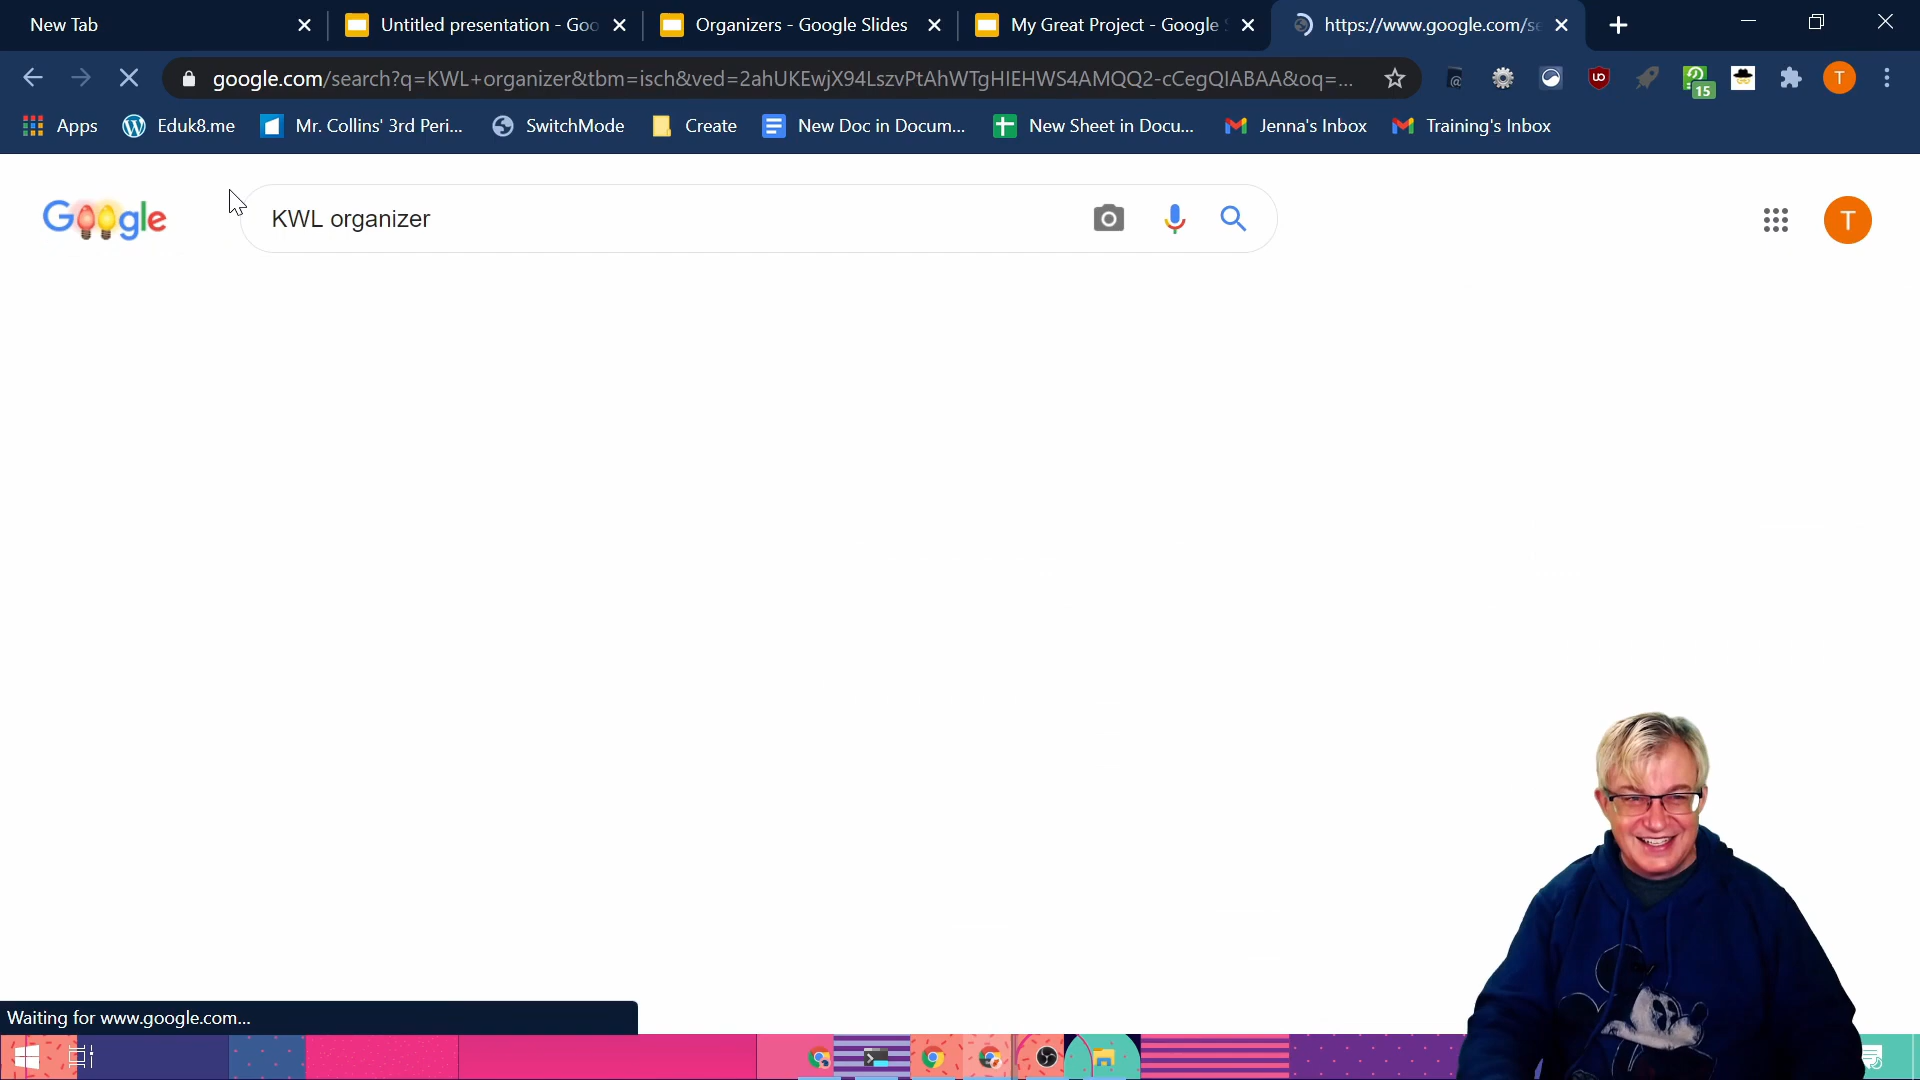 New Tab
Untitled presentation - Goo
Organizers - Google Slides
My Great Project - Google S
https://www.google.com/se
google.com/search?q=KWL+organizer&tbm=isch&ved=2ahUKEwjX94LszvPtAhWTgHIEHWS4AMQQ2-cCegQIABAA&oq=...
15
T
Apps
Eduk8.me
Mr. Collins' 3rd Peri...
SwitchMode
Create
New Doc in Docum...
New Sheet in Docu...
Jenna's Inbox
Training's Inbox
Google
KWL organizer
T
Waiting for www.google.com...